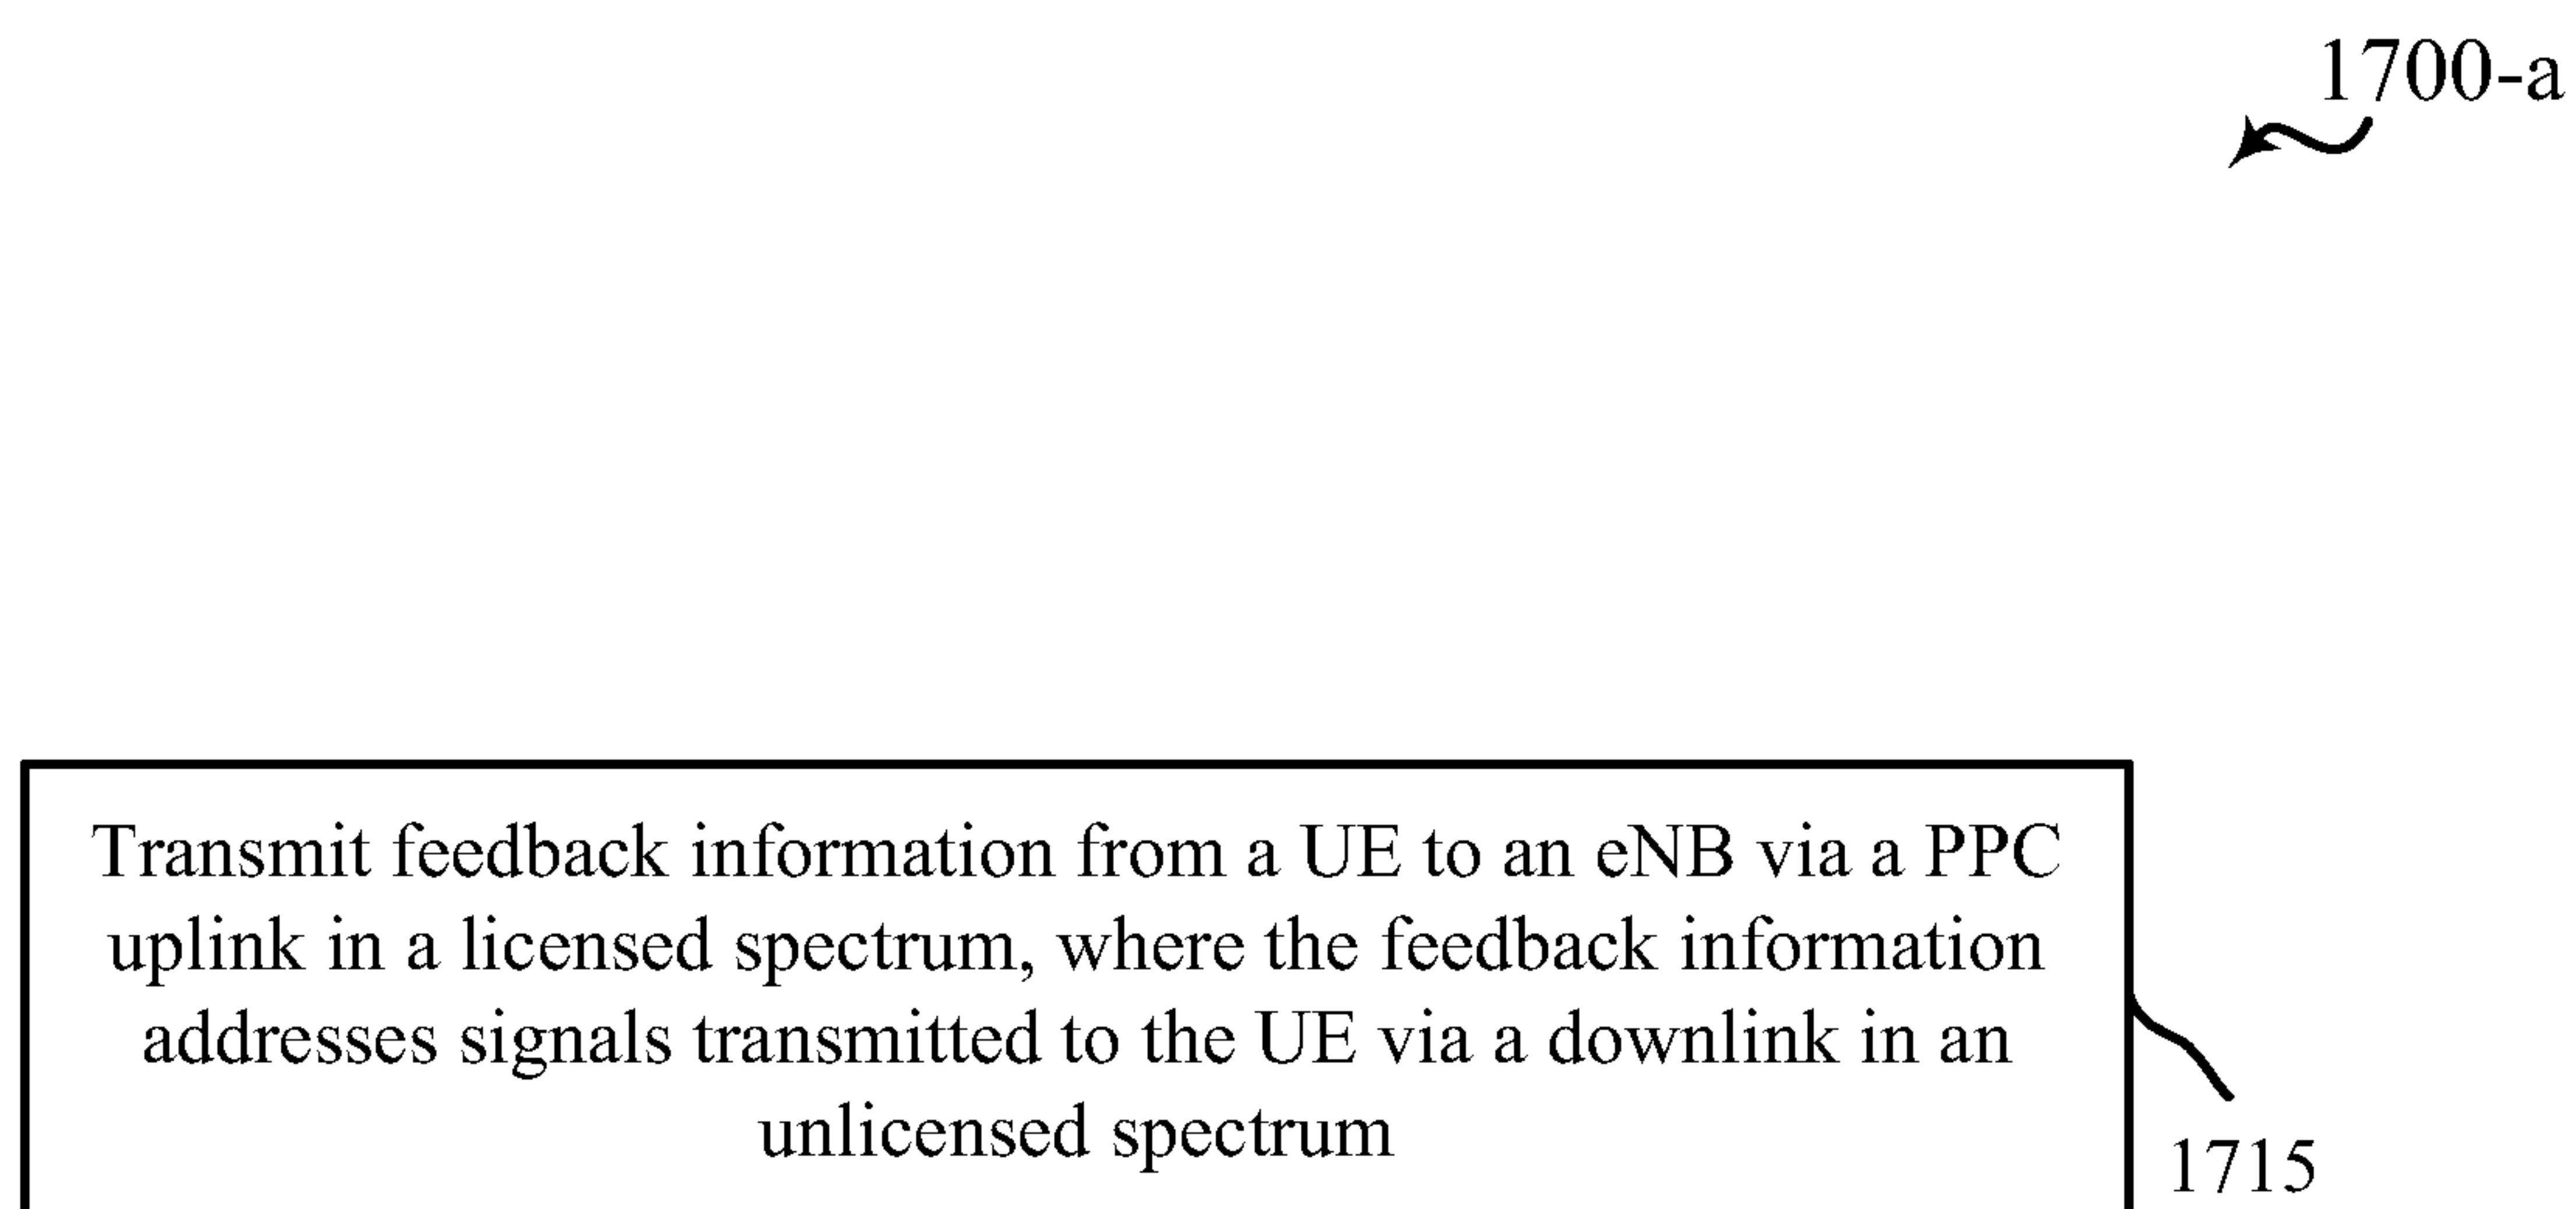 1700-a
Transmit feedback information from a UE to an eNB via a PPC
uplink in a licensed spectrum, where the feedback information
addresses signals transmitted to the UE via a downlink in an
unlicensed spectrum
1715